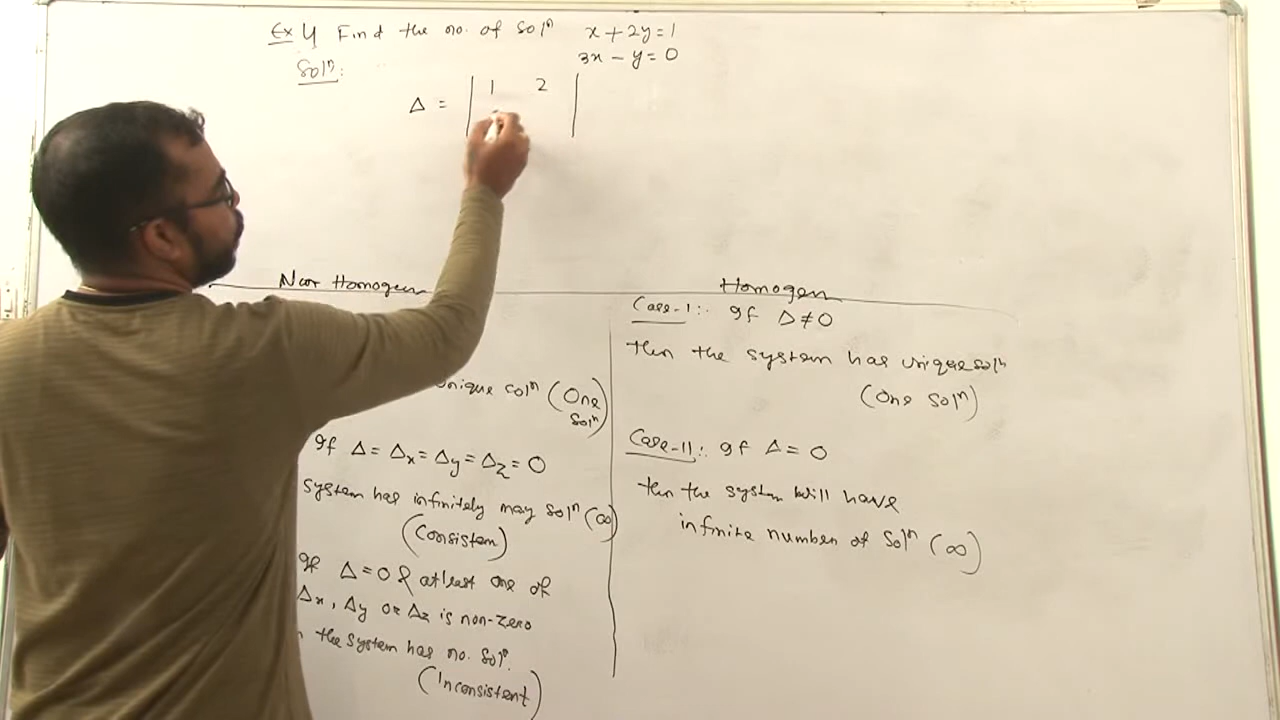 Ex 4 Find the no. of Solⁿ x + 2y = 1
3x − y = 0
Solⁿ:
Δ = | 1 2 |
Non Homogen
unique solⁿ (One
Solⁿ)
If Δ = Δx = Δy = Δz = 0
system has infinitely may Solⁿ (∞)
(Consisten)
If Δ = 0 & atleast one of
Δx, Δy or Δz is non-zero
the system has no. Solⁿ.
(Inconsistent)
Homogen
Case-I:. If Δ ≠ 0
then the system has unique solⁿ
(One Solⁿ)
Case-II:. If Δ = 0
then the system will have
infinite number of Solⁿ (∞)